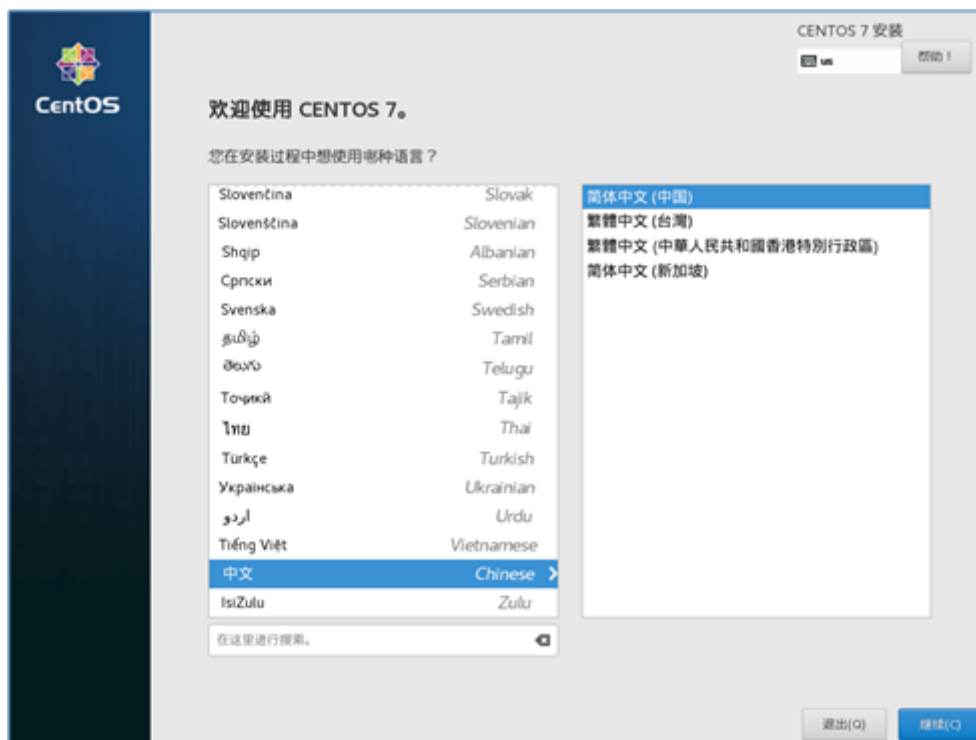 CENTOS 7 安装
us
帮助！
CentOS
欢迎使用 CENTOS 7。
您在安装过程中想使用哪种语言？
Slovenčina Slovak
Slovenščina Slovenian
Shqip Albanian
Српски Serbian
Svenska Swedish
தமிழ் Tamil
తెలుగు Telugu
Тоҷикӣ Tajik
ไทย Thai
Türkçe Turkish
Українська Ukrainian
اردو Urdu
Tiếng Việt Vietnamese
中文 Chinese
IsiZulu Zulu
简体中文 (中国)
繁體中文 (台灣)
繁體中文 (中華人民共和國香港特別行政區)
简体中文 (新加坡)
在这里进行搜索。
退出(Q)
继续(C)